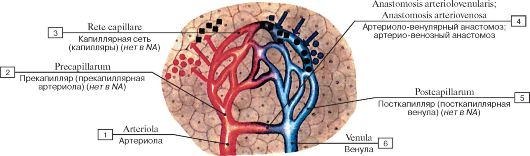 3
Rete capillare
Капиллярная сеть
(капилляры) (нет в NA)
2
Precapillarum
Прекапилляр (прекапиллярная
артериола) (нет в NA)
1
Arteriola
Артериола
Anastomosis arteriolovenularis;
Anastomosis arteriovenosa
Артериоло-венулярный анастомоз;
артерио-венозный анастомоз
4
Postcapillarum
Посткапилляр (посткапиллярная
венула) (нет в NA)
5
Venula
Венула
6